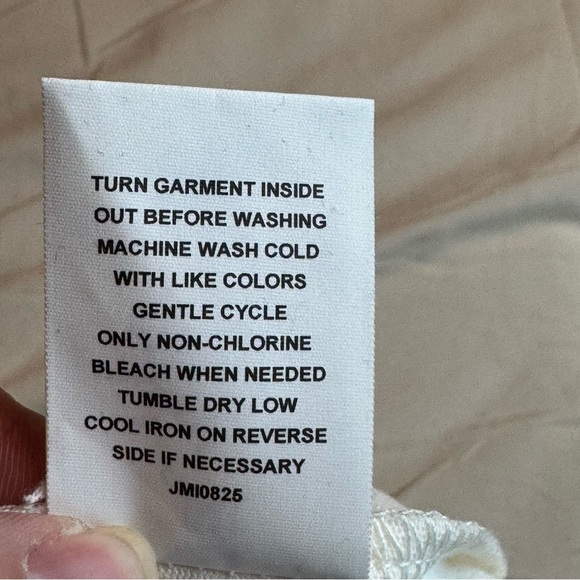 TURN GARMENT INSIDE
OUT BEFORE WASHING
MACHINE WASH COLD
WITH LIKE COLORS
GENTLE CYCLE
ONLY NON-CHLORINE
BLEACH WHEN NEEDED
TUMBLE DRY LOW
COOL IRON ON REVERSE
SIDE IF NECESSARY
JMI0825